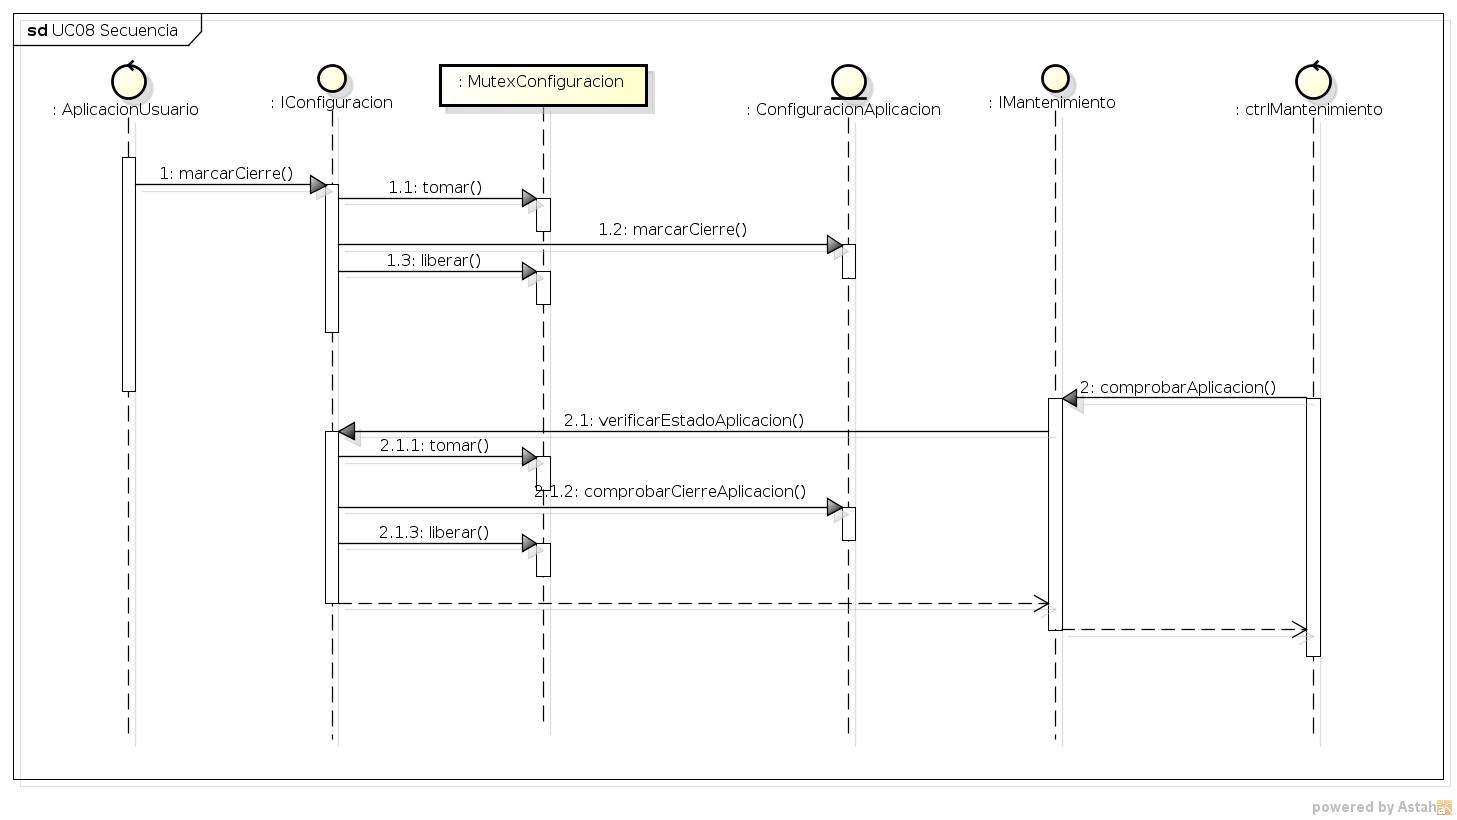 sd UC08 Secuencia
: AplicacionUsuario
: IConfiguracion
: MutexConfiguracion
: ConfiguracionAplicacion
: IMantenimiento
: ctrlMantenimiento
1: marcarCierre()
1.1: tomar()
1.2: marcarCierre()
1.3: liberar()
2: comprobarAplicacion()
2.1: verificarEstadoAplicacion()
2.1.1: tomar()
2.1.2: comprobarCierreAplicacion()
2.1.3: liberar()
powered by Astah